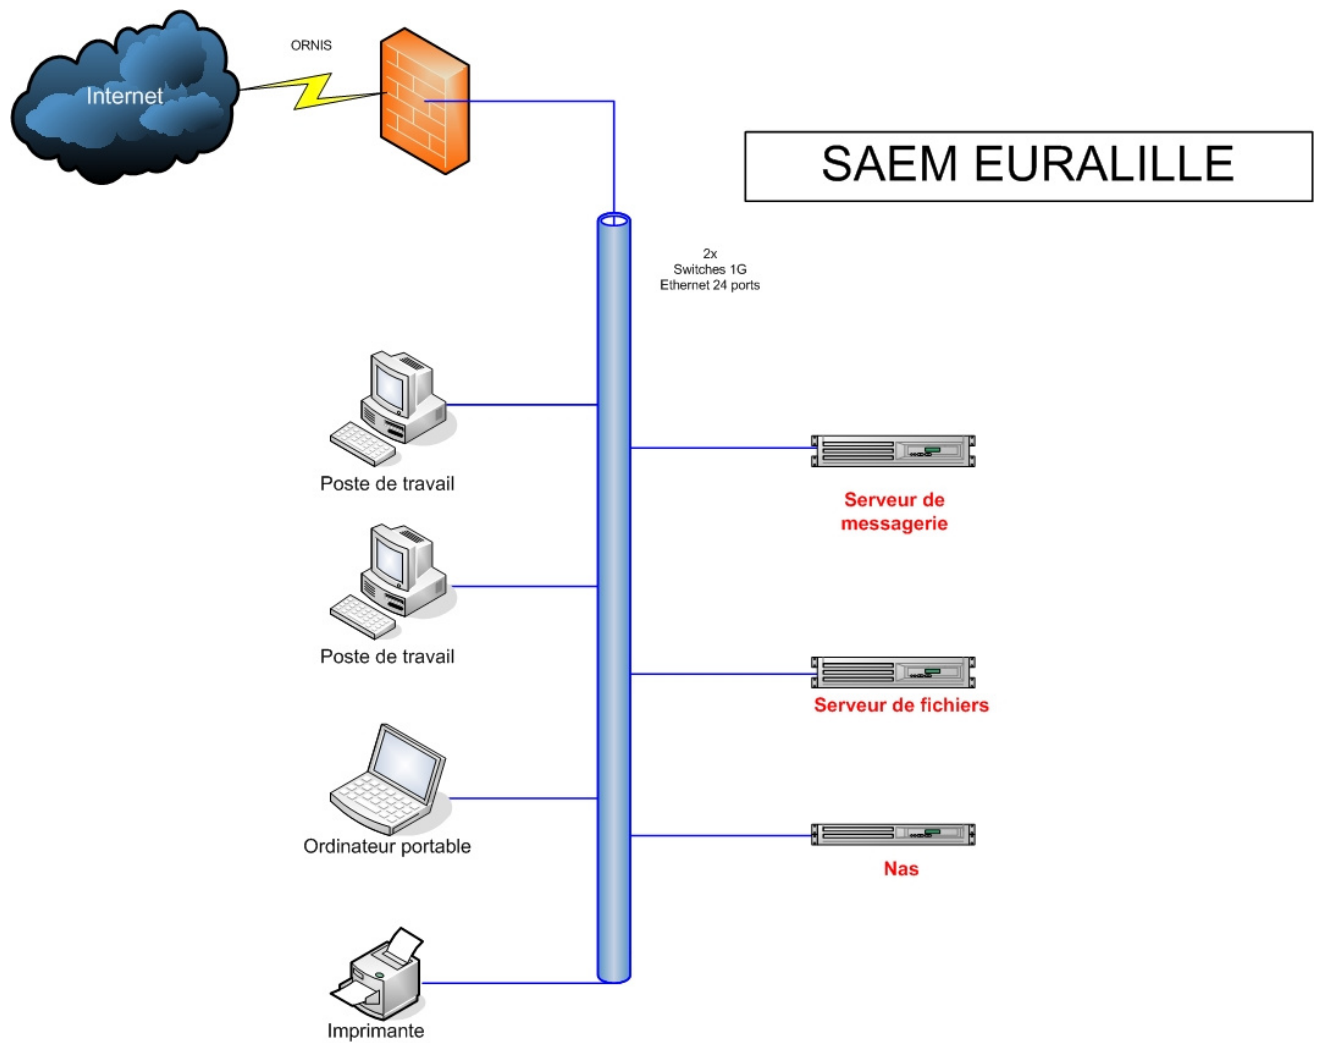 ORNIS
Internet
SAEM EURALILLE
2x
Switches 1G
Ethernet 24 ports
Poste de travail
Serveur de
messagerie
Poste de travail
Serveur de fichiers
Ordinateur portable
Nas
Imprimante